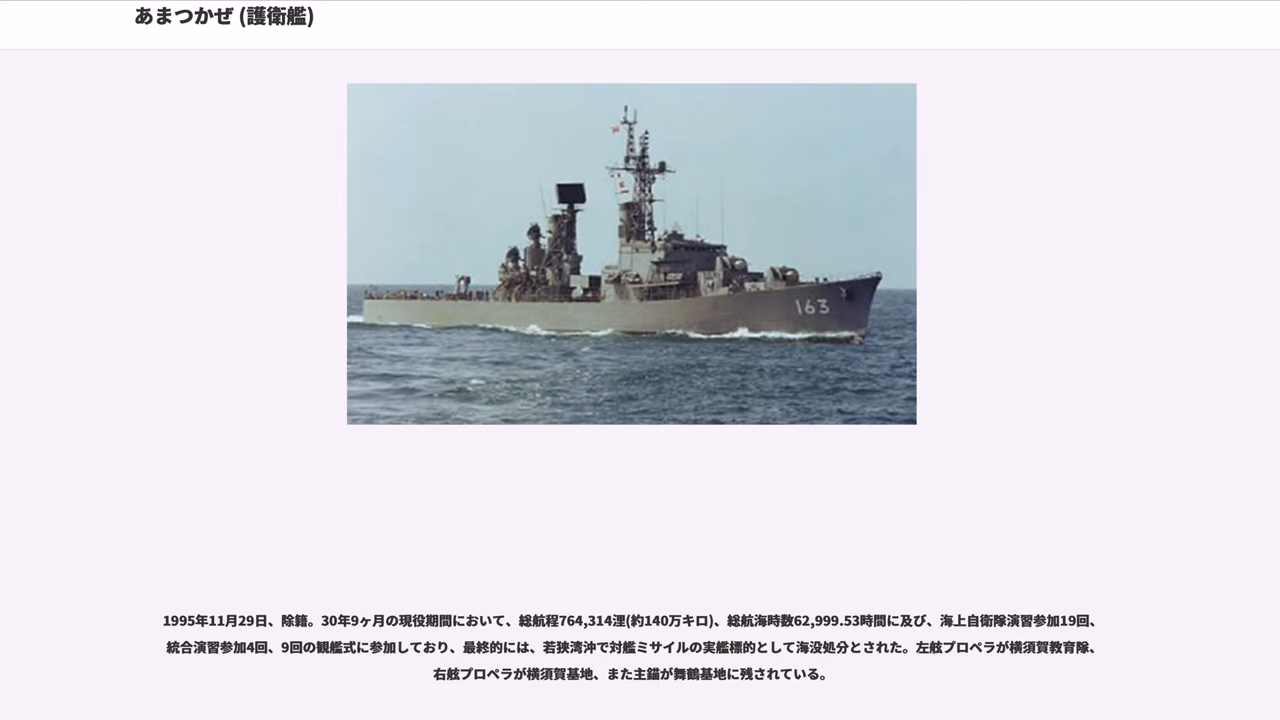 あまつかぜ (護衛艦)
163
1995年11月29日、除籍。30年9ヶ月の現役期間において、総航程764,314浬(約140万キロ)、総航海時数62,999.53時間に及び、海上自衛隊演習参加19回、
統合演習参加4回、9回の観艦式に参加しており、最終的には、若狭湾沖で対艦ミサイルの実艦標的として海没処分とされた。左舷プロペラが横須賀教育隊、
右舷プロペラが横須賀基地、また主錨が舞鶴基地に残されている。